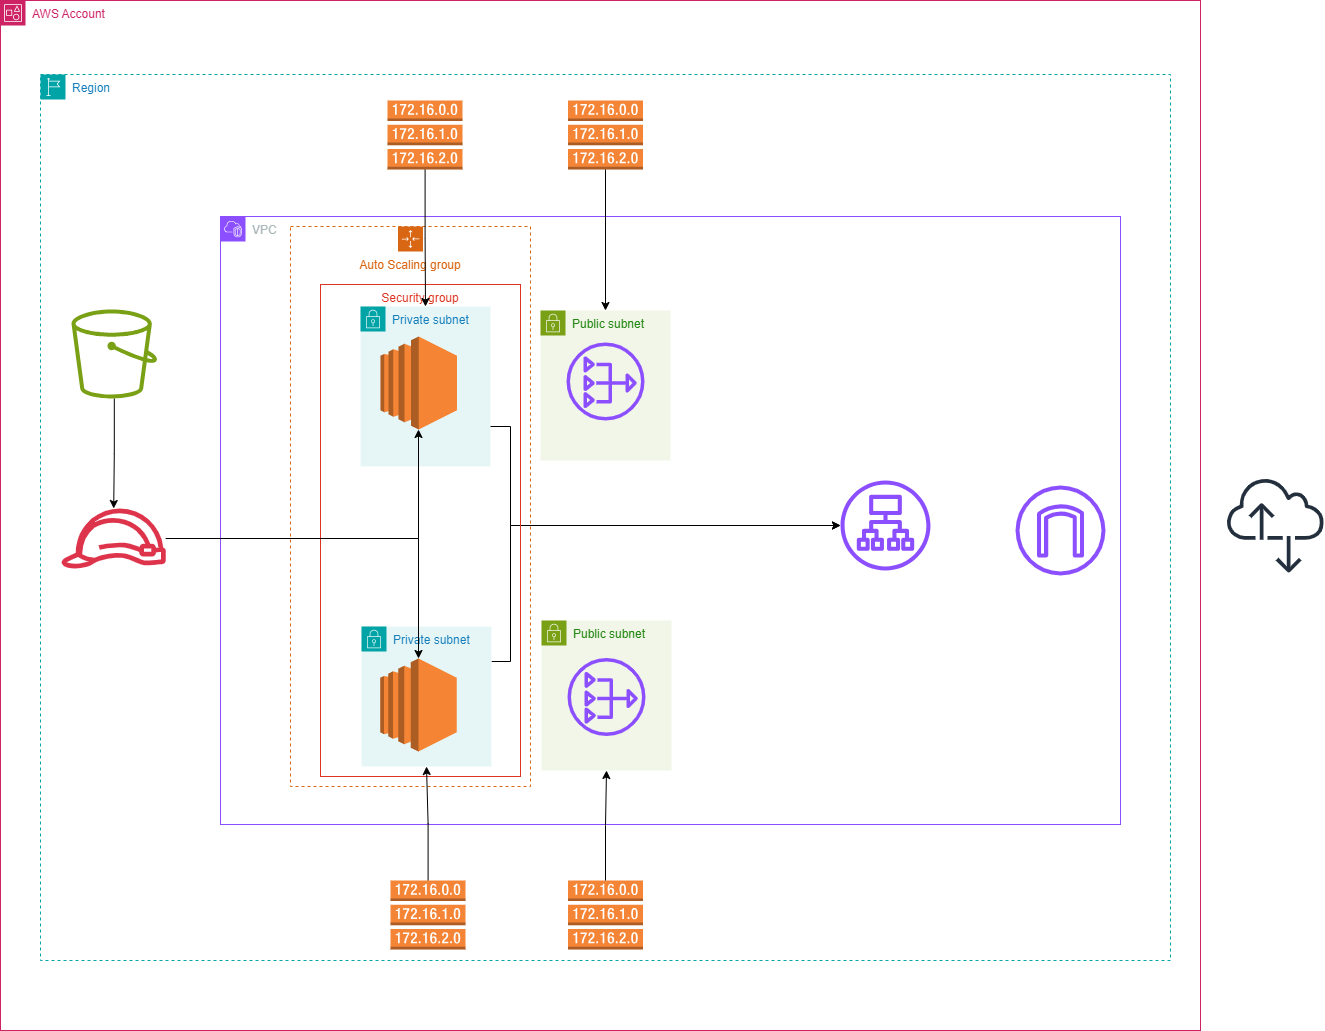 AWS Account
Region
172.16.0.0
172.16.1.0
172.16.2.0
172.16.0.0
172.16.1.0
172.16.2.0
VPC
Auto Scaling group
Security group
Private subnet
Public subnet
Private subnet
Public subnet
172.16.0.0
172.16.1.0
172.16.2.0
172.16.0.0
172.16.1.0
172.16.2.0